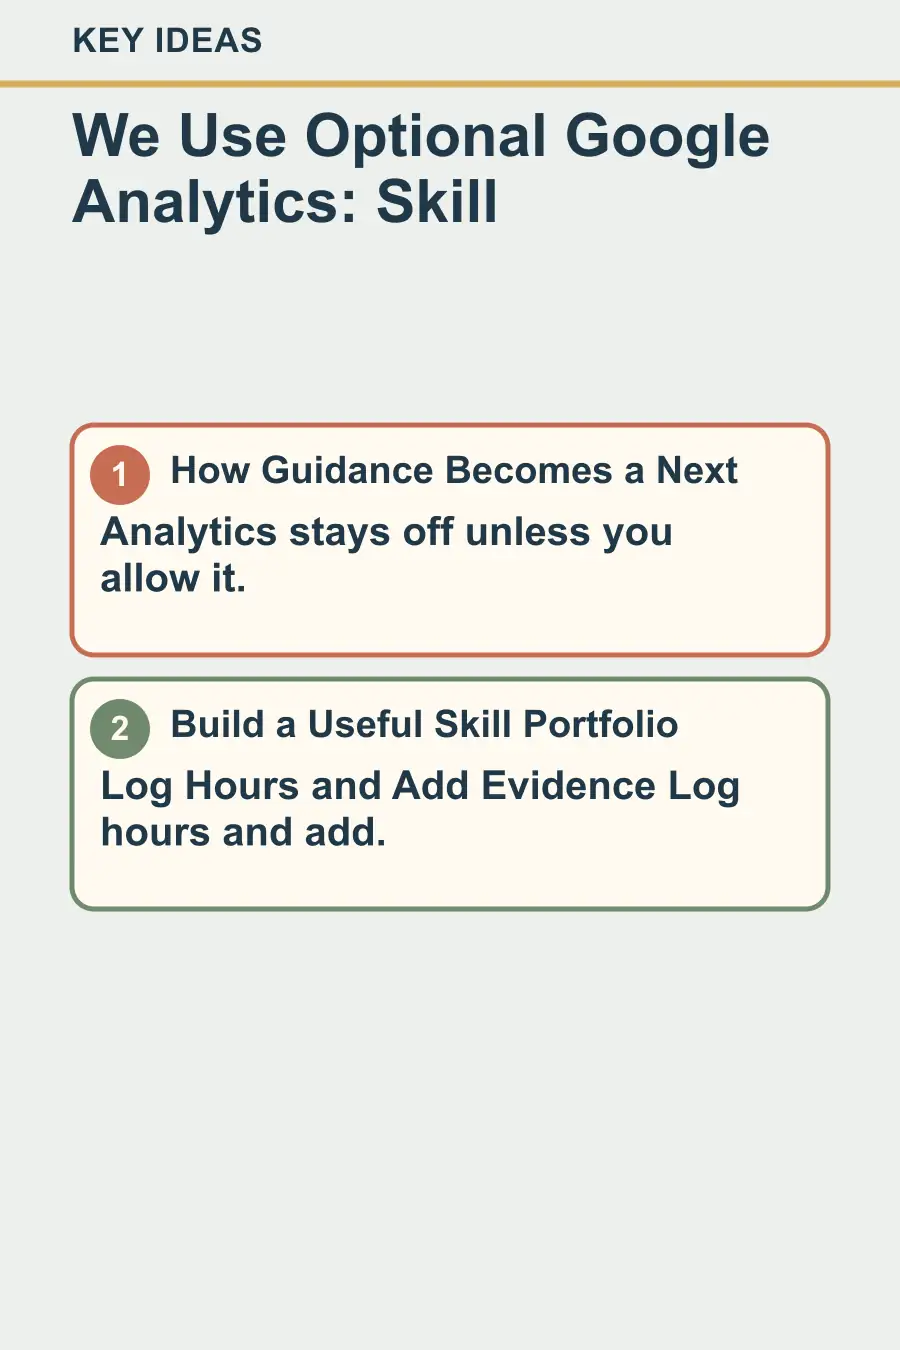 KEY IDEAS
We Use Optional Google
Analytics: Skill
1 How Guidance Becomes a Next
Analytics stays off unless you
allow it.
2 Build a Useful Skill Portfolio
Log Hours and Add Evidence Log
hours and add.